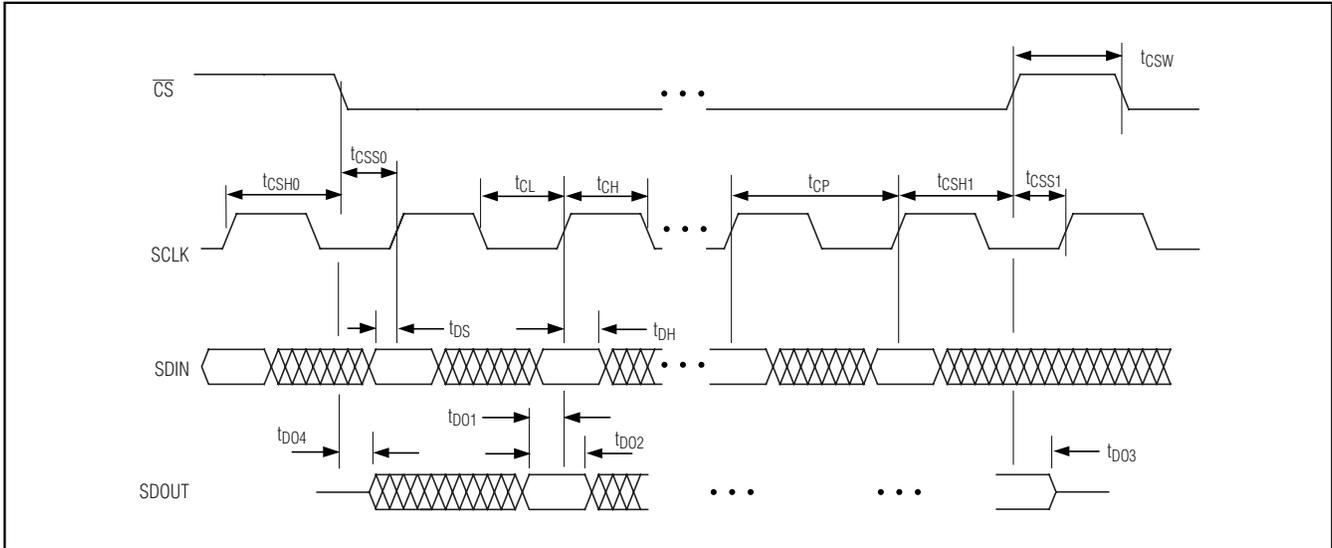 tCSW
CS
tCSS0
tCSH0
tCL
tCH
tCP
tCSH1
tCSS1
SCLK
tDS
tDH
SDIN
tDO1
tDO4
tDO2
tDO3
SDOUT